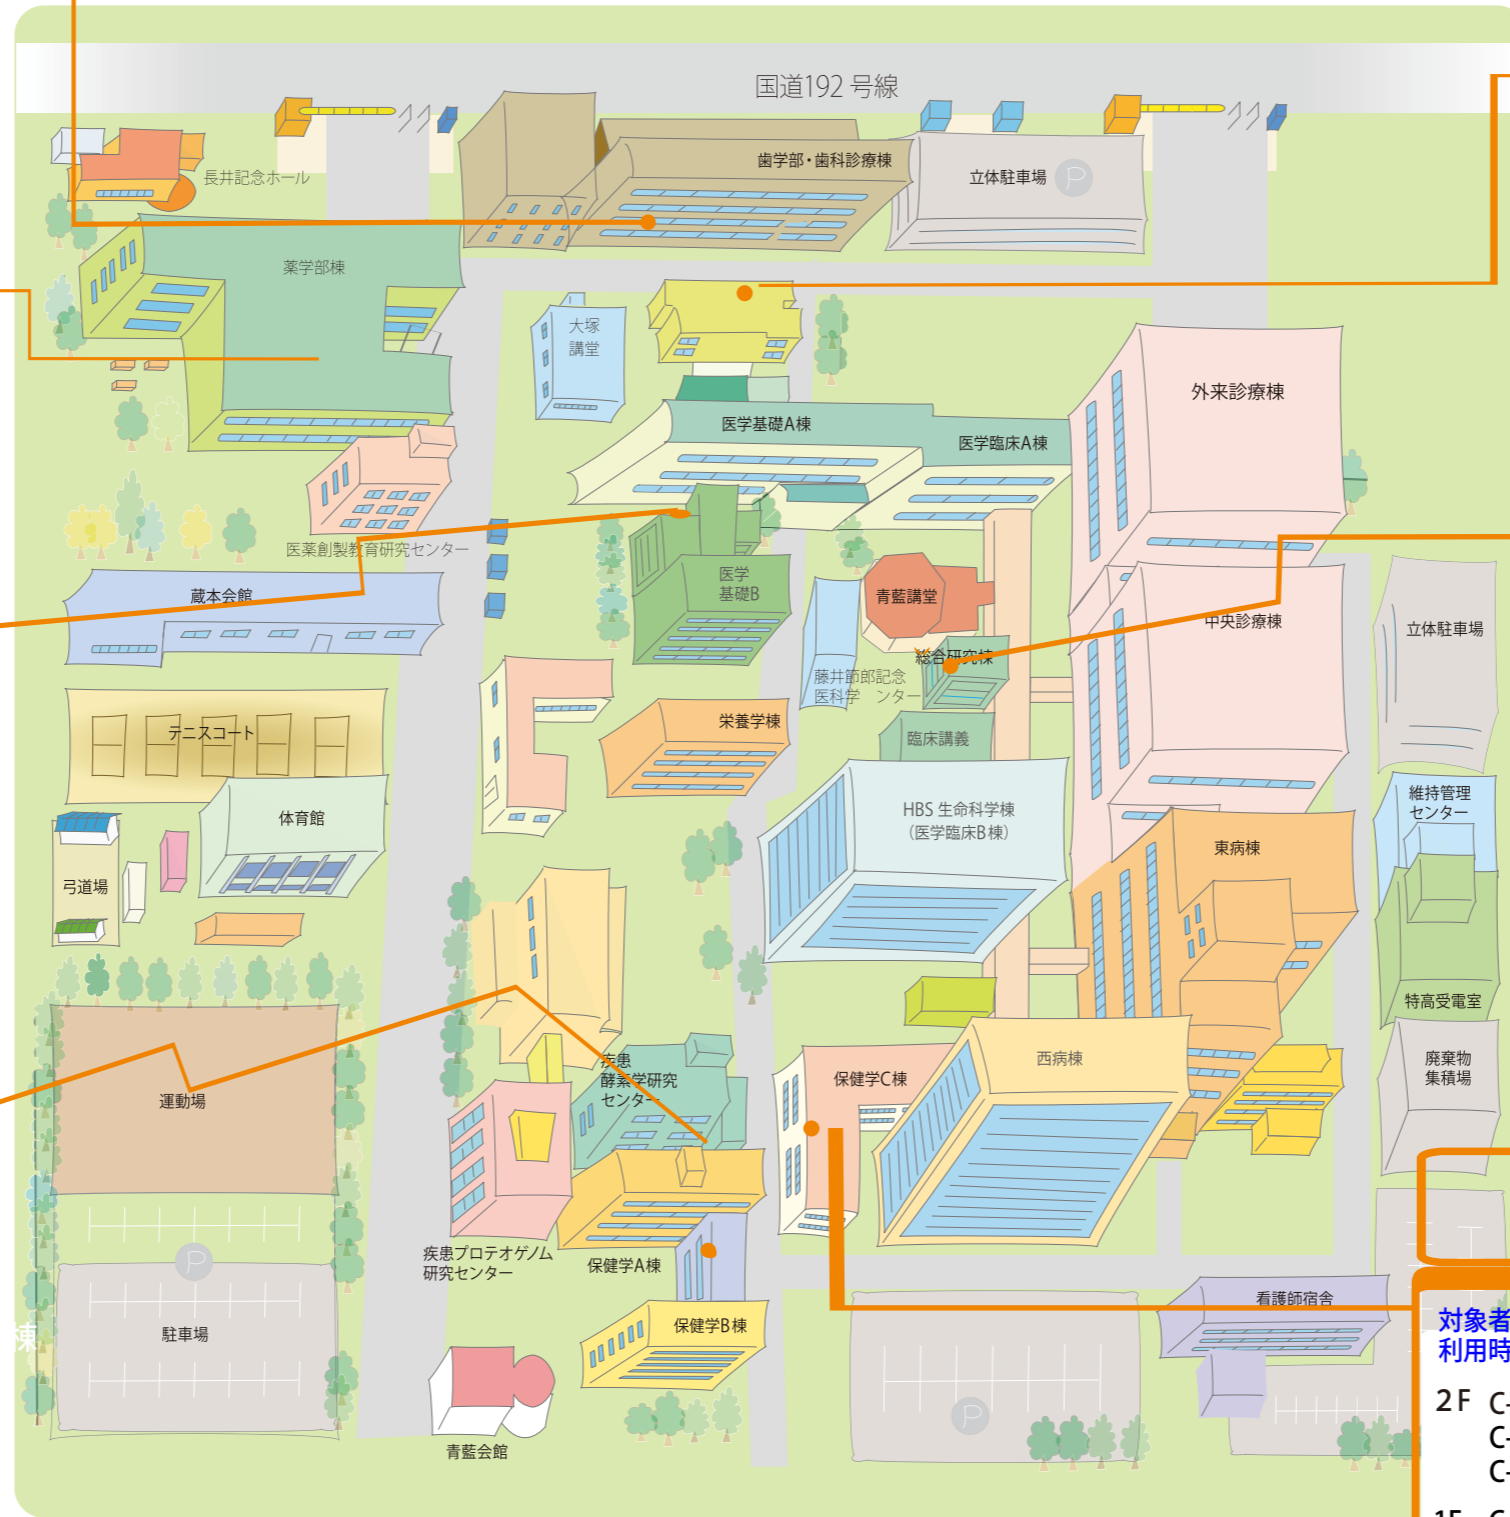 国道192 号線
歯学部・歯科診療棟
立体駐車場
P
長井記念ホール
薬学部棟
大塚
講堂
医学基礎A棟
医学臨床A棟
外来診療棟
医薬創製教育研究センター
蔵本会館
医学
基礎B
青藍講堂
中央診療棟
立体駐車場
総合研究棟
藤井節郎記念
医科学　ンター
テニスコート
栄養学棟
臨床講義
体育館
HBS 生命科学棟
（医学臨床B棟）
維持管理
センター
東病棟
弓道場
特高受電室
西病棟
廃棄物
集積場
疾患
酵素学研究
センター
保健学C棟
運動場
疾患プロテオゲノム
研究センター
保健学A棟
P
看護師宿舎
駐車場
保健学B棟
棟
P
青藍会館
対象者
利用時
2F C-
C-
C-
1F